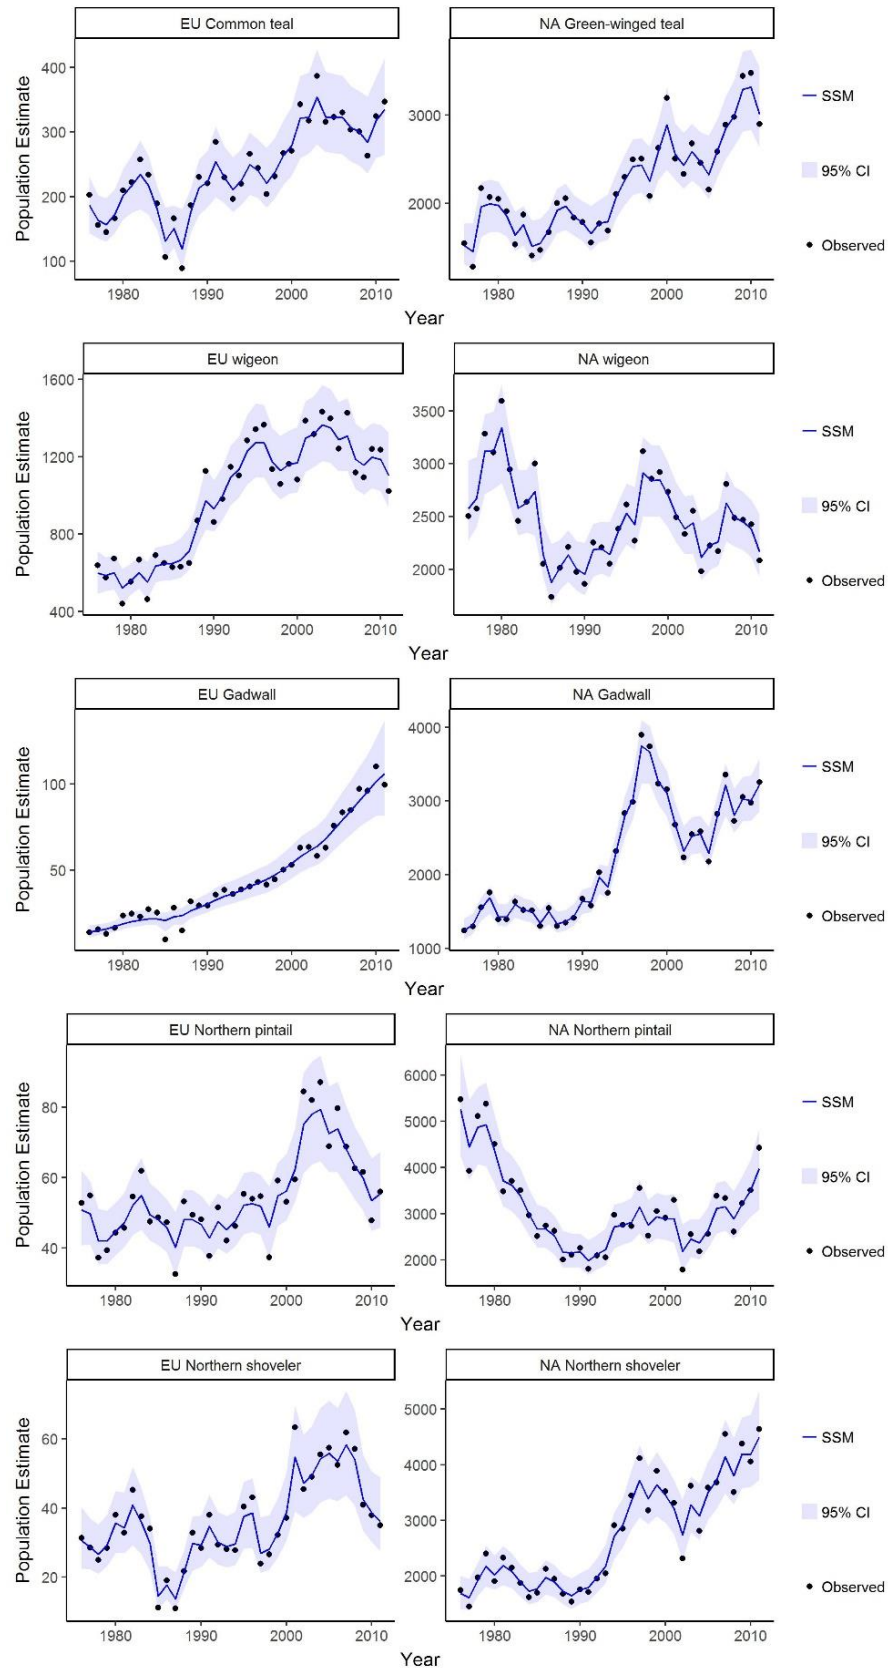 EU Common teal
NA Green-winged teal
Population Estimate
400
300
200
100
3000
2000
SSM
95% CI
Observed
1980 1990 2000 2010
1980 1990 2000 2010
Year
EU wigeon
NA wigeon
Population Estimate
1600
1200
800
400
3500
3000
2500
2000
SSM
95% CI
Observed
1980 1990 2000 2010
1980 1990 2000 2010
Year
EU Gadwall
NA Gadwall
Population Estimate
100
50
4000
3000
2000
1000
SSM
95% CI
Observed
1980 1990 2000 2010
1980 1990 2000 2010
Year
EU Northern pintail
NA Northern pintail
Population Estimate
80
60
40
6000
5000
4000
3000
2000
SSM
95% CI
Observed
1980 1990 2000 2010
1980 1990 2000 2010
Year
EU Northern shoveler
NA Northern shoveler
Population Estimate
60
40
20
5000
4000
3000
2000
SSM
95% CI
Observed
1980 1990 2000 2010
1980 1990 2000 2010
Year